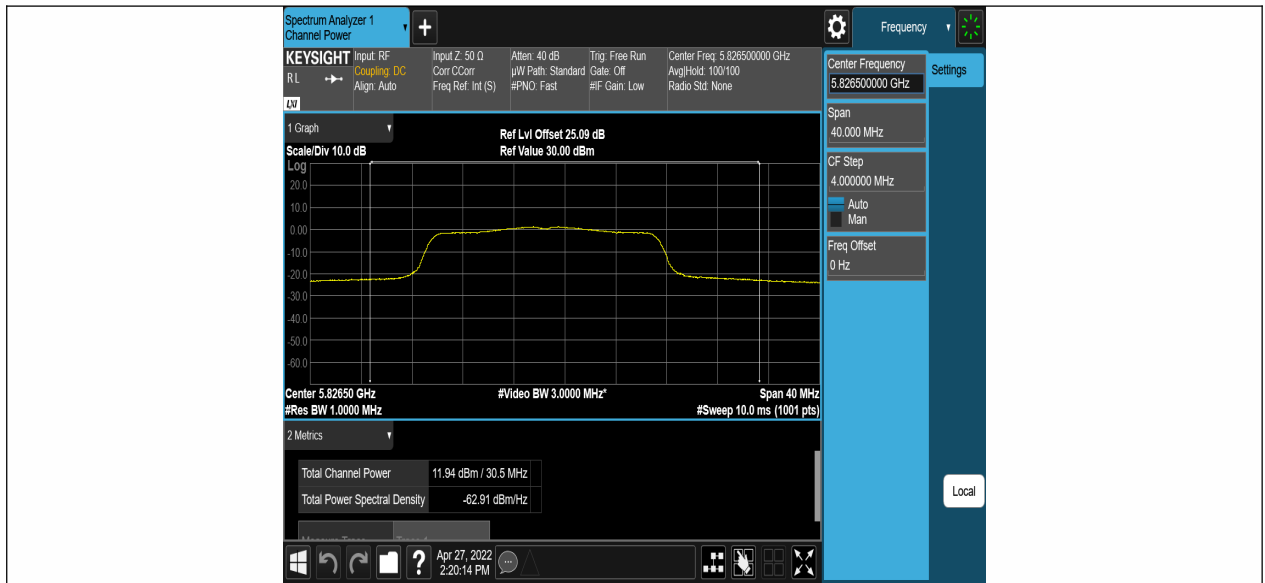 Spectrum Analyzer 1
Channel Power
+
Frequency
KEYSIGHT
RL
LXI
Input: RF
Coupling: DC
Align: Auto
Input Z: 50 Ω
Corr CCorr
Freq Ref: Int (S)
Atten: 40 dB
µW Path: Standard
#PNO: Fast
Trig: Free Run
Gate: Off
#IF Gain: Low
Center Freq: 5.826500000 GHz
Avg|Hold: 100/100
Radio Std: None
Center Frequency
5.826500000 GHz
Settings
Span
40.000 MHz
CF Step
4.000000 MHz
Auto
Man
Freq Offset
0 Hz
Local
1 Graph
Scale/Div 10.0 dB
Ref Lvl Offset 25.09 dB
Ref Value 30.00 dBm
Log
20.0
10.0
0.00
-10.0
-20.0
-30.0
-40.0
-50.0
-60.0
Center 5.82650 GHz
#Video BW 3.0000 MHz*
Span 40 MHz
#Res BW 1.0000 MHz
#Sweep 10.0 ms (1001 pts)
2 Metrics
Total Channel Power 11.94 dBm / 30.5 MHz
Total Power Spectral Density -62.91 dBm/Hz
?
Apr 27, 2022
2:20:14 PM